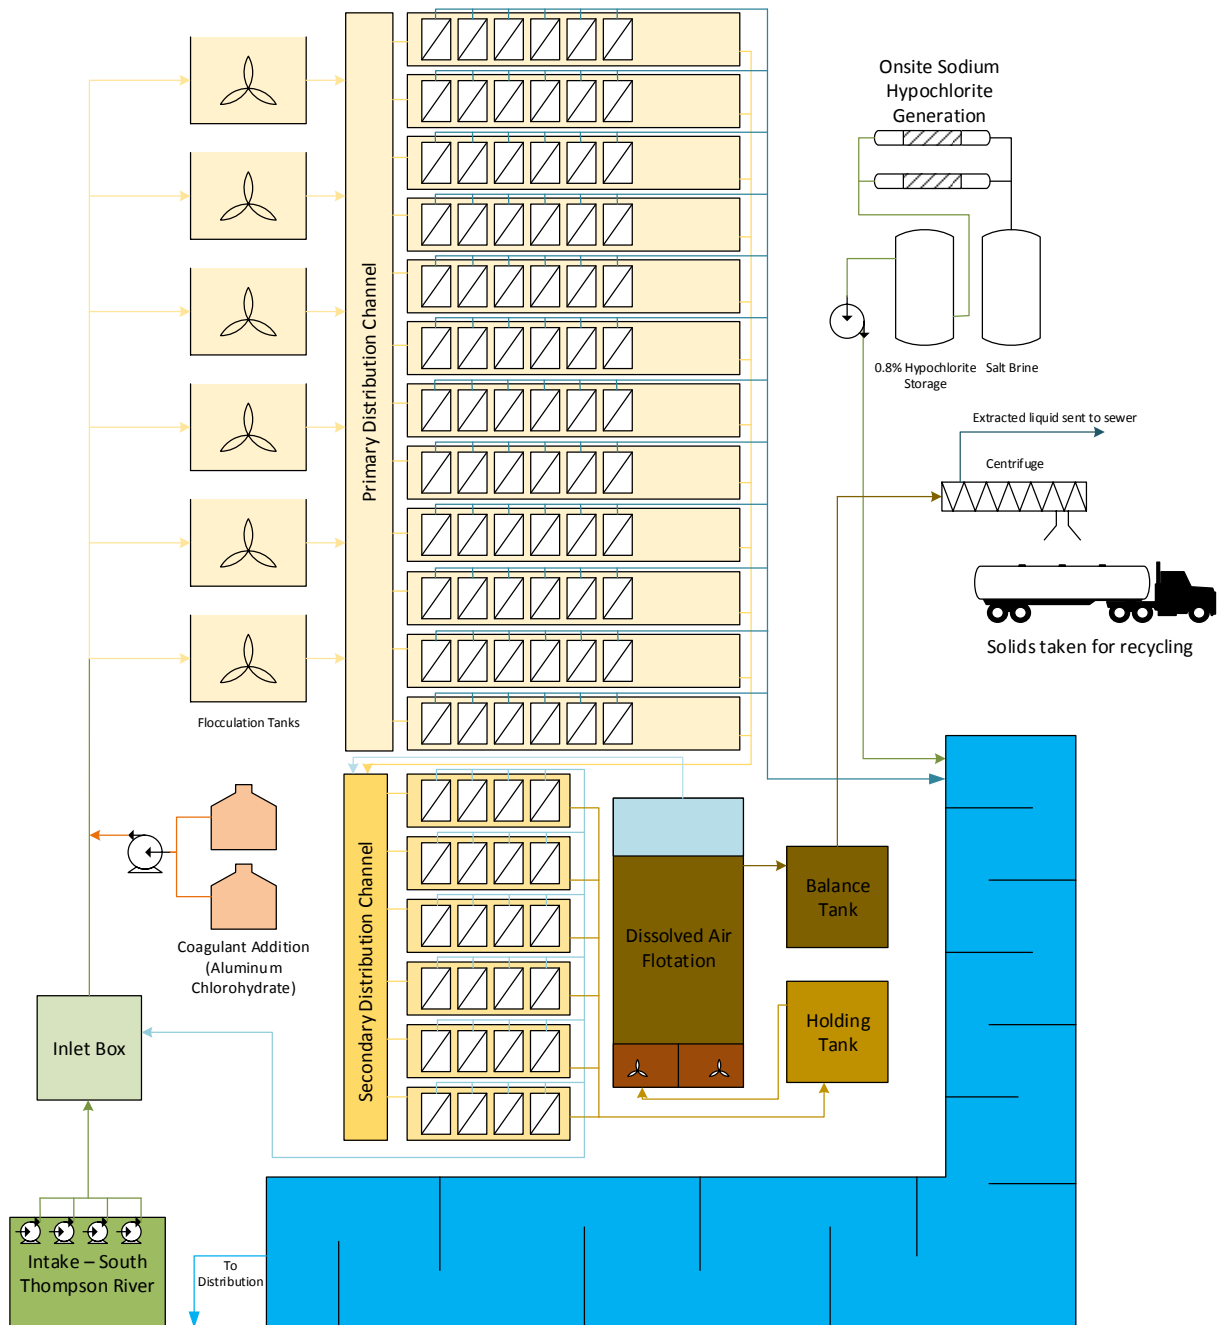 Onsite Sodium
Hypochlorite
Generation
Primary Distribution Channel
0.8% Hypochlorite
Storage
Salt Brine
Extracted liquid sent to sewer
Centrifuge
Solids taken for recycling
Flocculation Tanks
Coagulant Addition
(Aluminum
Chlorohydrate)
Secondary Distribution Channel
Dissolved Air
Flotation
Balance
Tank
Holding
Tank
Inlet Box
Intake – South
Thompson River
To
Distribution